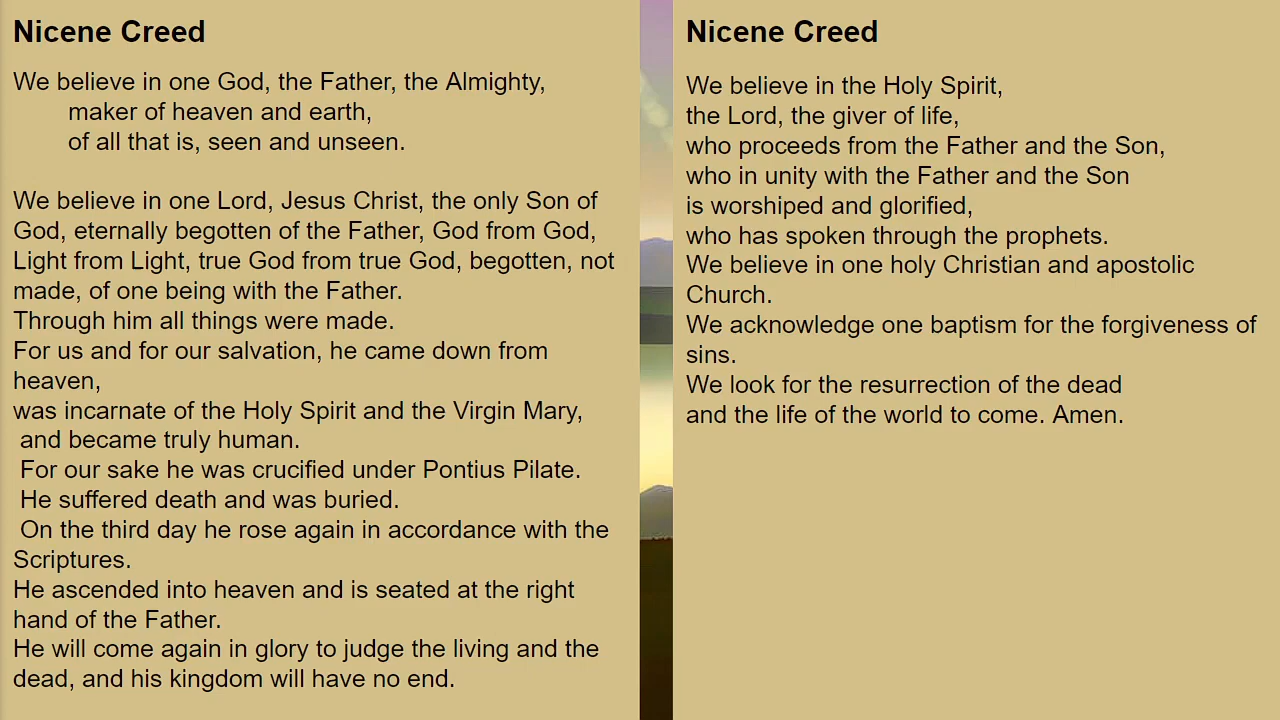 Nicene Creed
We believe in one God, the Father, the Almighty,
maker of heaven and earth,
of all that is, seen and unseen.
We believe in one Lord, Jesus Christ, the only Son of
God, eternally begotten of the Father, God from God,
Light from Light, true God from true God, begotten, not
made, of one being with the Father.
Through him all things were made.
For us and for our salvation, he came down from
heaven,
was incarnate of the Holy Spirit and the Virgin Mary,
and became truly human.
For our sake he was crucified under Pontius Pilate.
He suffered death and was buried.
On the third day he rose again in accordance with the
Scriptures.
He ascended into heaven and is seated at the right
hand of the Father.
He will come again in glory to judge the living and the
dead, and his kingdom will have no end.
Nicene Creed
We believe in the Holy Spirit,
the Lord, the giver of life,
who proceeds from the Father and the Son,
who in unity with the Father and the Son
is worshiped and glorified,
who has spoken through the prophets.
We believe in one holy Christian and apostolic
Church.
We acknowledge one baptism for the forgiveness of
sins.
We look for the resurrection of the dead
and the life of the world to come. Amen.